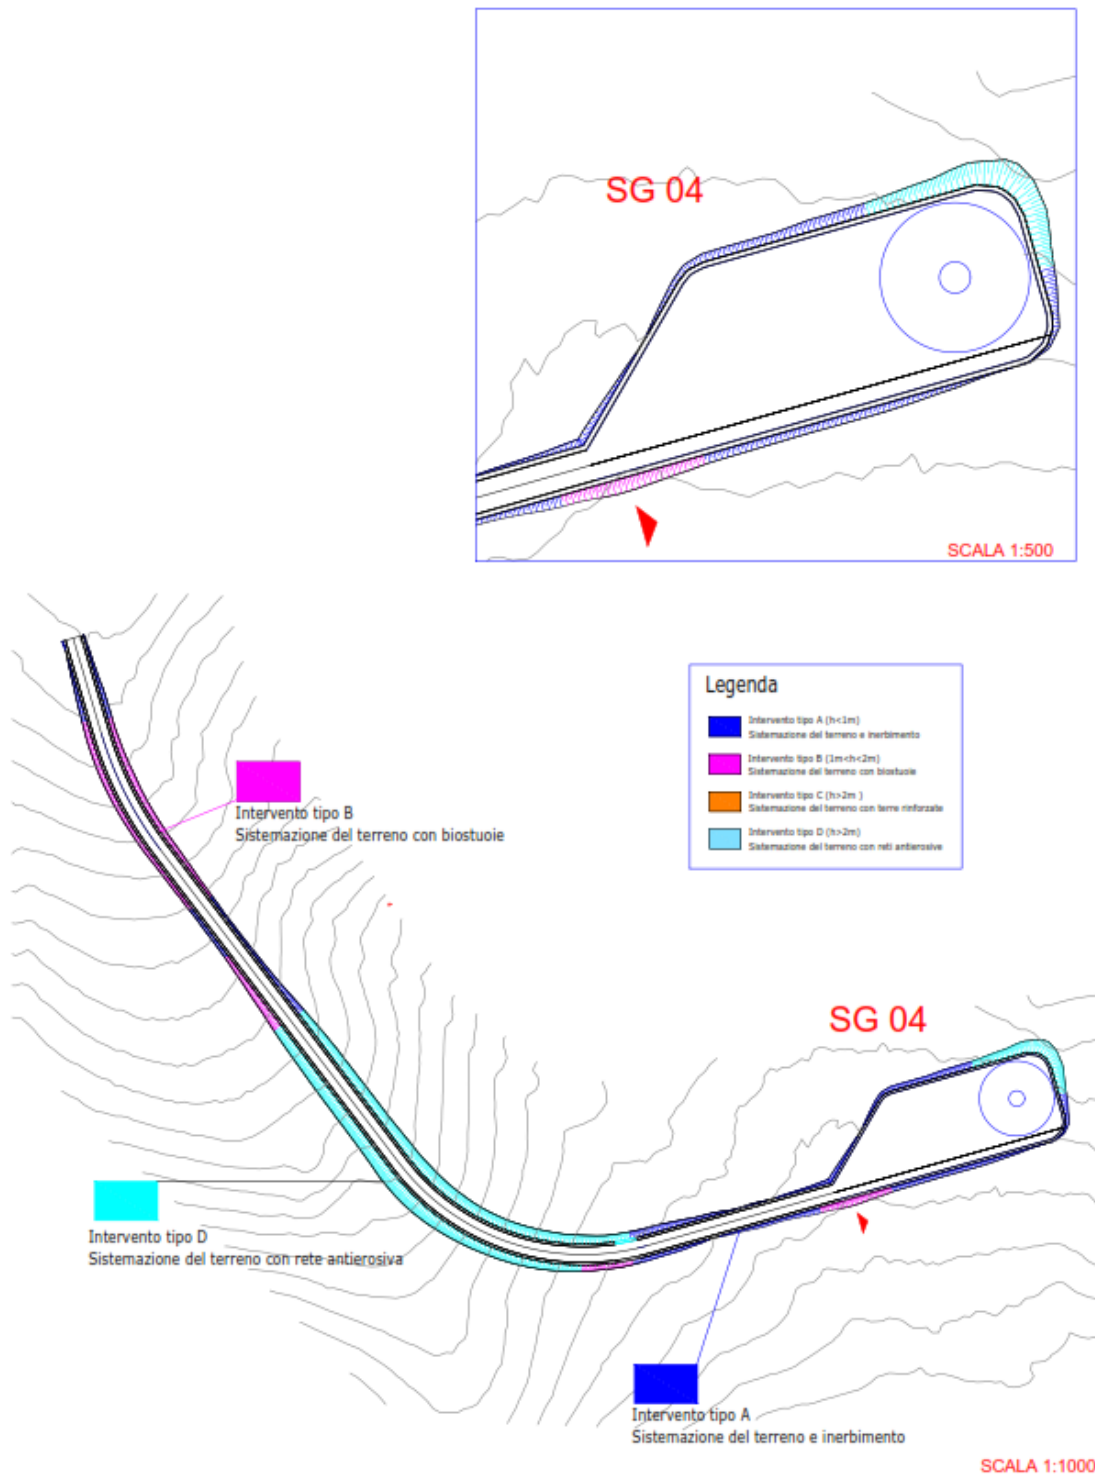 SG 04
SCALA 1:500
Legenda
Intervento tipo A (h<1m)
Sistemazione del terreno e inerbimento
Intervento tipo B (1m<h<2m)
Sistemazione del terreno con biostuoie
Intervento tipo C (h>2m )
Sistemazione del terreno con terre rinforzate
Intervento tipo D (h>2m)
Sistemazione del terreno con reti antierosive
Intervento tipo B
Sistemazione del terreno con biostuoie
SG 04
Intervento tipo D
Sistemazione del terreno con rete antierosiva
Intervento tipo A
Sistemazione del terreno e inerbimento
SCALA 1:1000